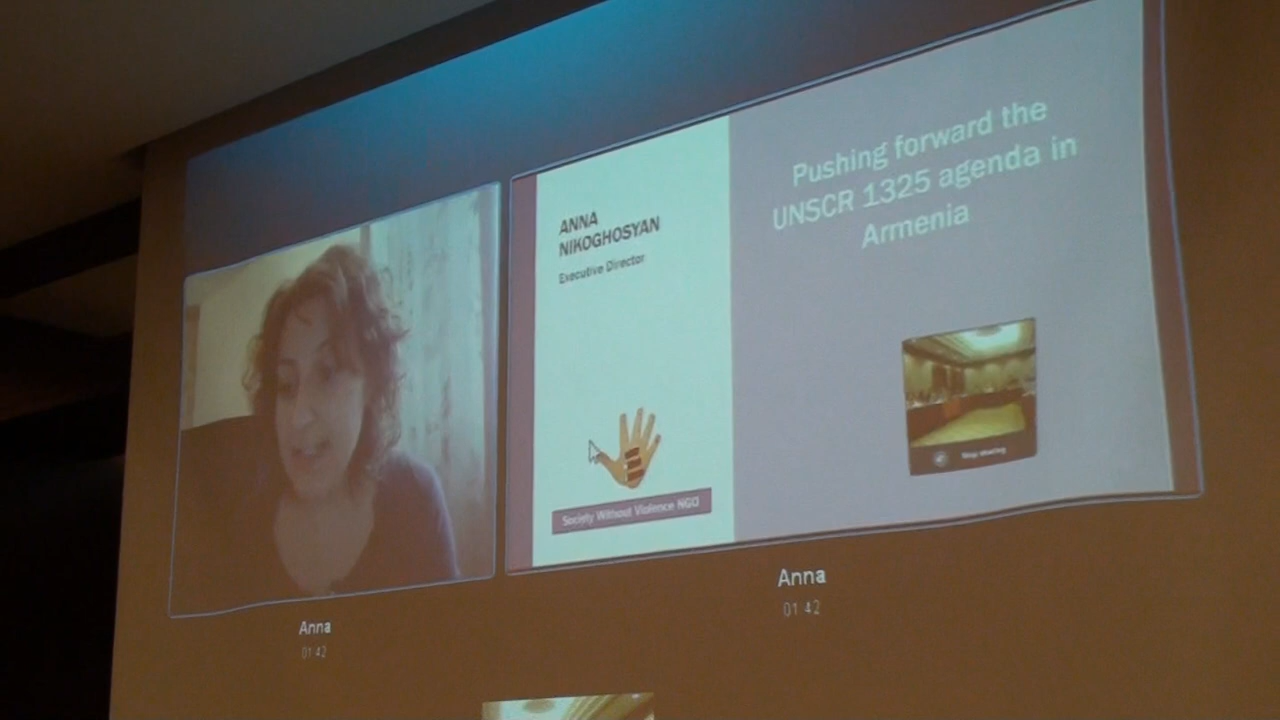 ANNA
NIKOGHOSYAN
Executive Director
Society Without Violence NGO
Pushing forward the
UNSCR 1325 agenda in
Armenia
Anna
01:42
Anna
01:42